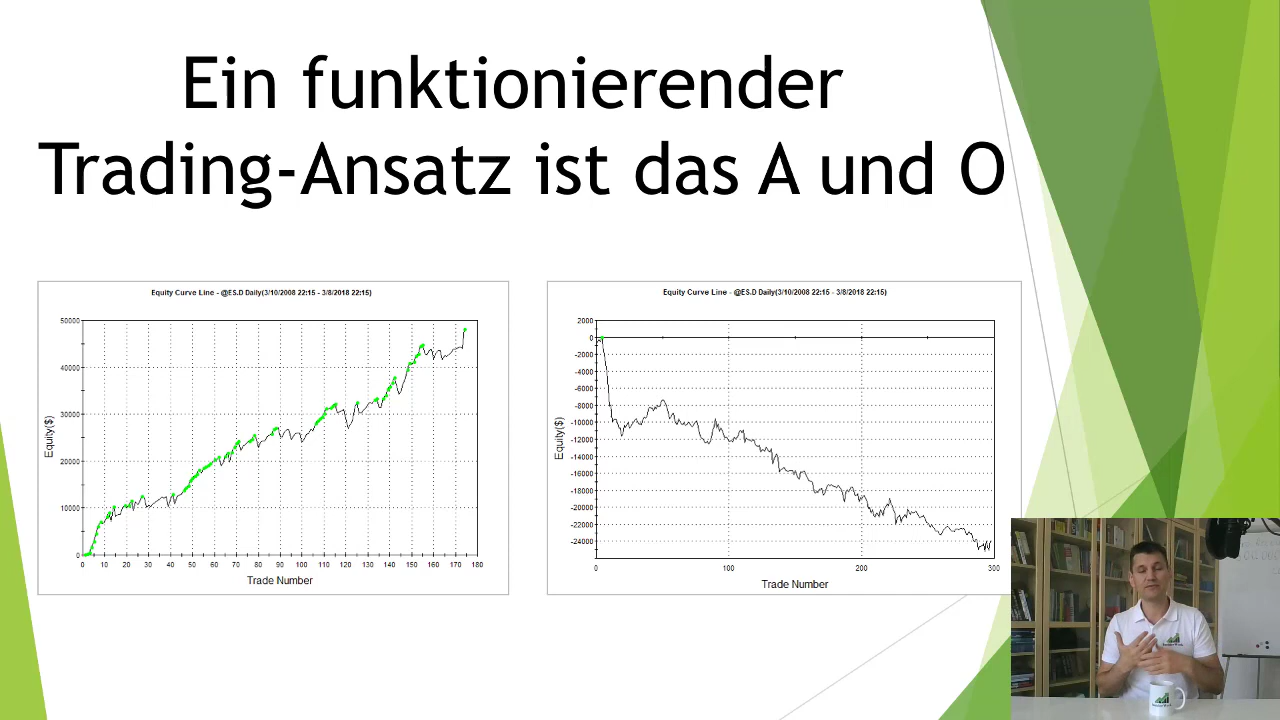 Ein funktionierender
Trading-Ansatz ist das A und O
Equity Curve Line - @ES.D Daily(3/10/2008 22:15 - 3/8/2018 22:15)
50000
40000
30000
20000
10000
0
Equity($)
0 10 20 30 40 50 60 70 80 90 100 110 120 130 140 150 160 170 180
Trade Number
Equity Curve Line - @ES.D Daily(3/10/2008 22:15 - 3/8/2018 22:15)
2000
0
-2000
-4000
-6000
-8000
-10000
-12000
-14000
-16000
-18000
-20000
-22000
-24000
Equity($)
0 100 200 300
Trade Number